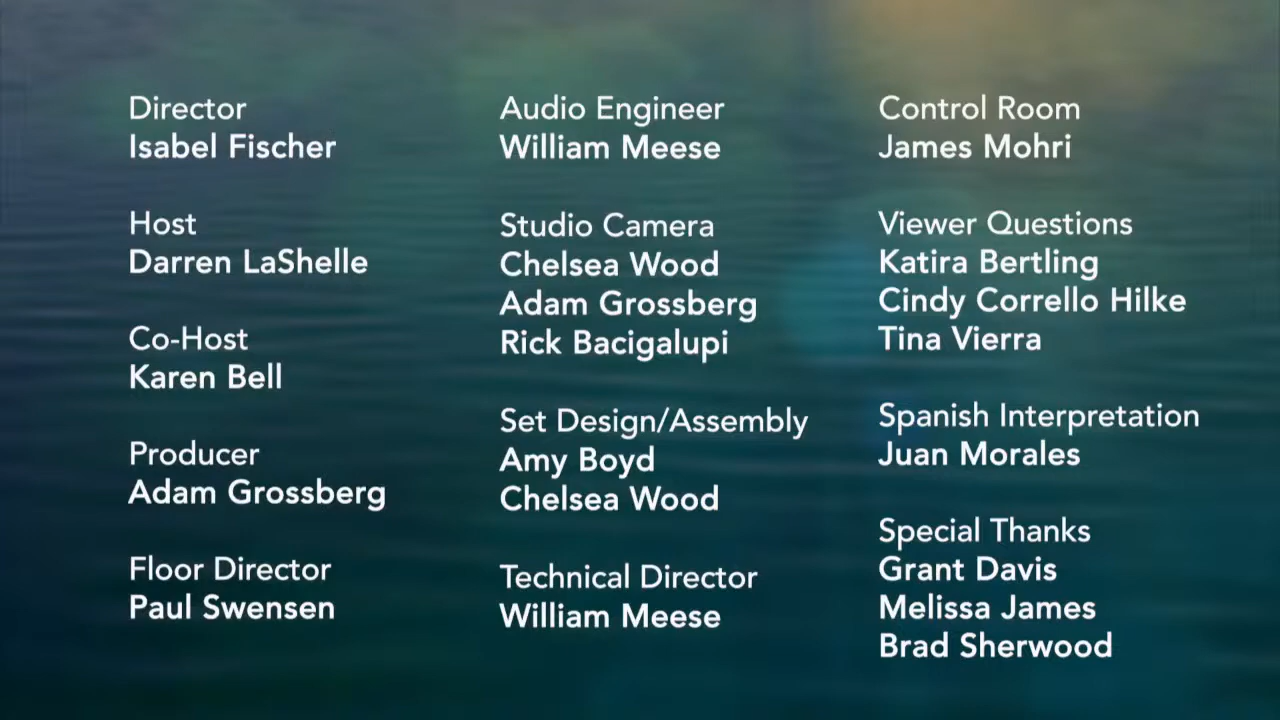 Director
Isabel Fischer
Host
Darren LaShelle
Co-Host
Karen Bell
Producer
Adam Grossberg
Floor Director
Paul Swensen
Audio Engineer
William Meese
Studio Camera
Chelsea Wood
Adam Grossberg
Rick Bacigalupi
Set Design/Assembly
Amy Boyd
Chelsea Wood
Technical Director
William Meese
Control Room
James Mohri
Viewer Questions
Katira Bertling
Cindy Corrello Hilke
Tina Vierra
Spanish Interpretation
Juan Morales
Special Thanks
Grant Davis
Melissa James
Brad Sherwood